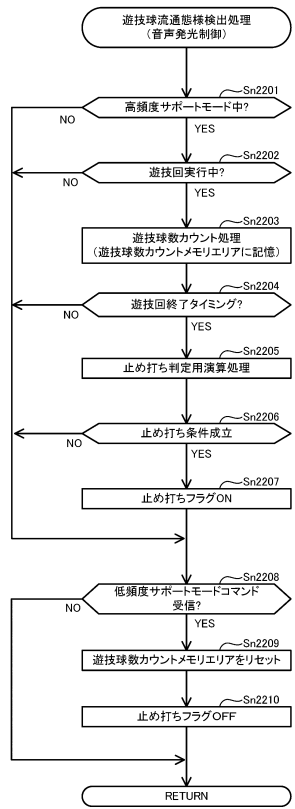 遊技球流通態様検出処理
（音声発光制御）
Sn2201
高頻度サポートモード中?
NO
YES
Sn2202
遊技回実行中?
NO
YES
Sn2203
遊技球数カウント処理
（遊技球数カウントメモリエリアに記憶）
Sn2204
遊技回終了タイミング?
NO
YES
Sn2205
止め打ち判定用演算処理
Sn2206
止め打ち条件成立
NO
YES
Sn2207
止め打ちフラグON
Sn2208
低頻度サポートモードコマンド
受信?
NO
YES
Sn2209
遊技球数カウントメモリエリアをリセット
Sn2210
止め打ちフラグOFF
RETURN